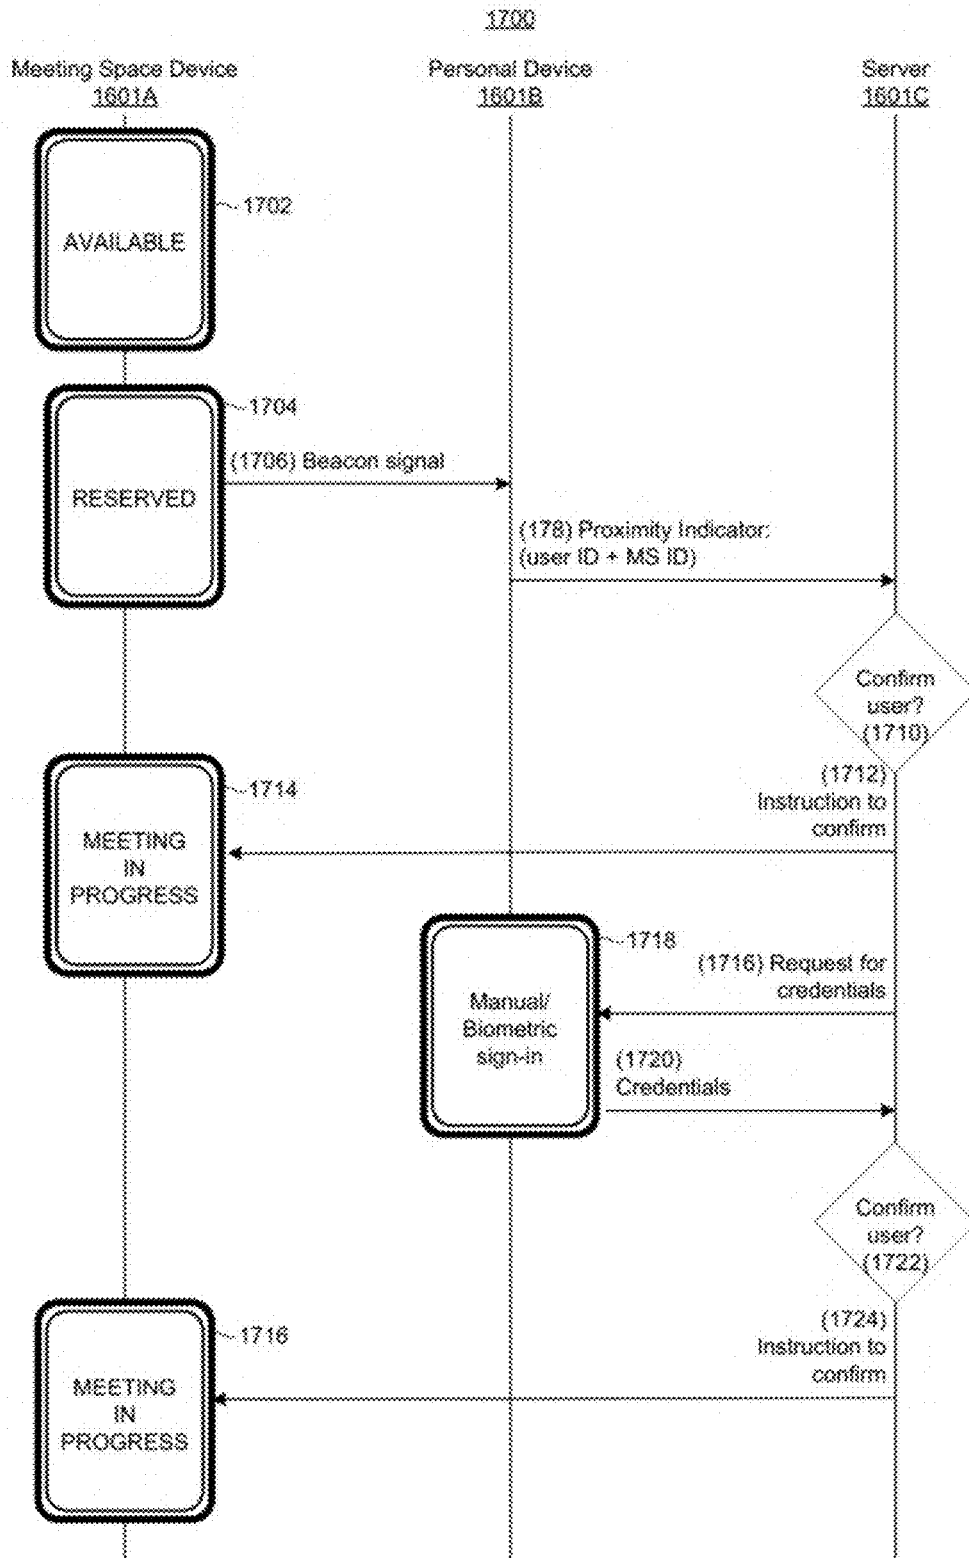 1700
Meeting Space Device
1601A
Personal Device
1601B
Server
1601C
AVAILABLE
1702
RESERVED
1704
(1706) Beacon signal
(178) Proximity Indicator:
(user ID + MS ID)
Confirm
user?
(1710)
(1712)
Instruction to
confirm
MEETING
IN
PROGRESS
1714
Manual/
Biometric
sign-in
1718
(1716) Request for
credentials
(1720)
Credentials
Confirm
user?
(1722)
(1724)
Instruction to
confirm
MEETING
IN
PROGRESS
1716